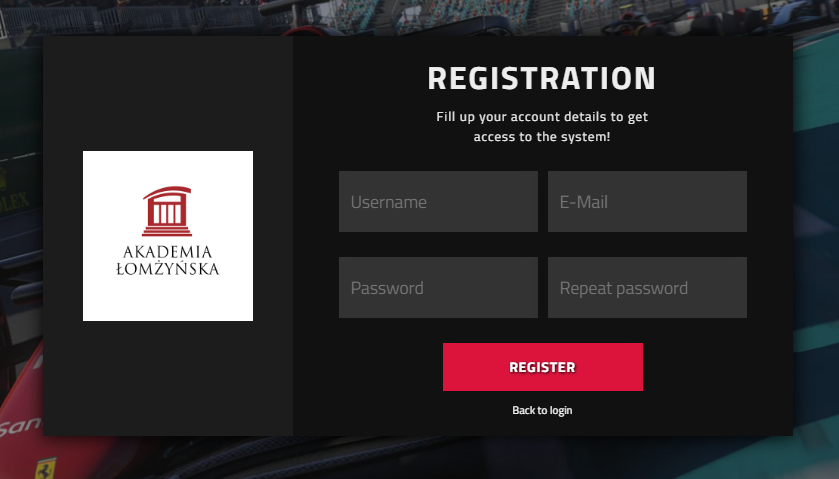 REGISTRATION
Fill up your account details to get
access to the system!
AKADEMIA
ŁOMŻYŃSKA
Username
E-Mail
Password
Repeat password
REGISTER
Back to login